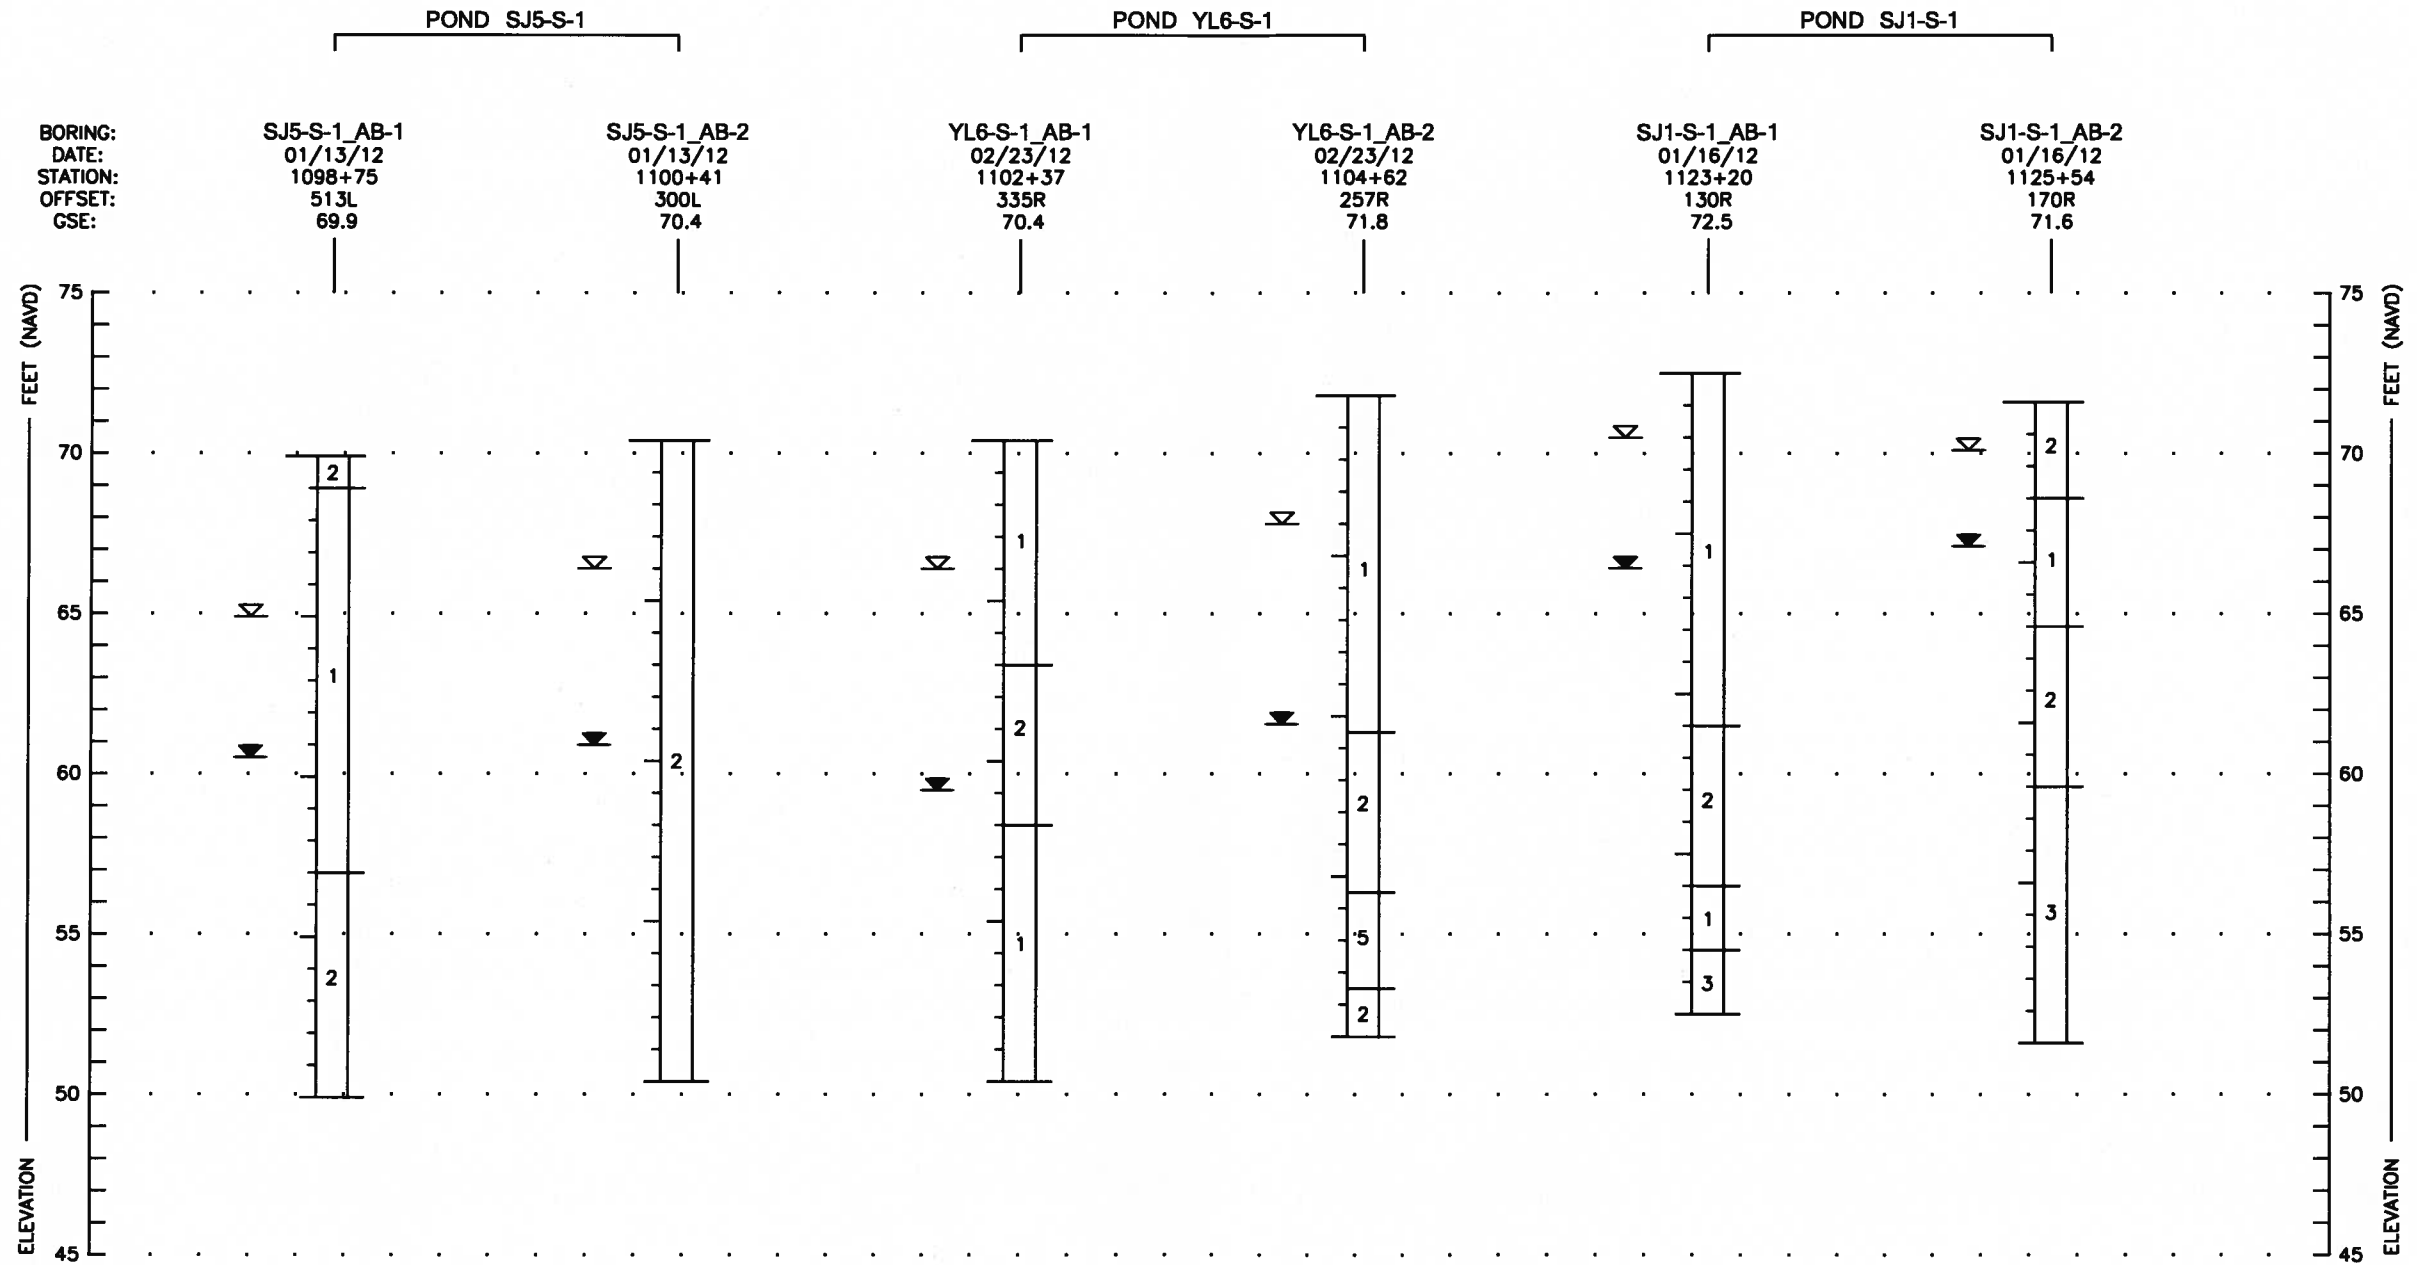 POND SJ5-S-1 POND YL6-S-1 POND SJ1-S-1
BORING: SJ5-S-1_AB-1 SJ5-S-1_AB-2 YL6-S-1_AB-1 YL6-S-1_AB-2 SJ1-S-1_AB-1 SJ1-S-1_AB-2
DATE: 01/13/12 01/13/12 02/23/12 02/23/12 01/16/12 01/16/12
STATION: 1098+75 1100+41 1102+37 1104+62 1123+20 1125+54
OFFSET: 513L 300L 335R 257R 130R 170R
GSE: 69.9 70.4 70.4 71.8 72.5 71.6
75 75
FEET (NAVD) FEET (NAVD)
2
70 2 70
1 1
1 1
65 65
1
2
2
2
60 2 2 60
1 3
55 1 5 55
2 3
2
50 50
ELEVATION ELEVATION
45 45